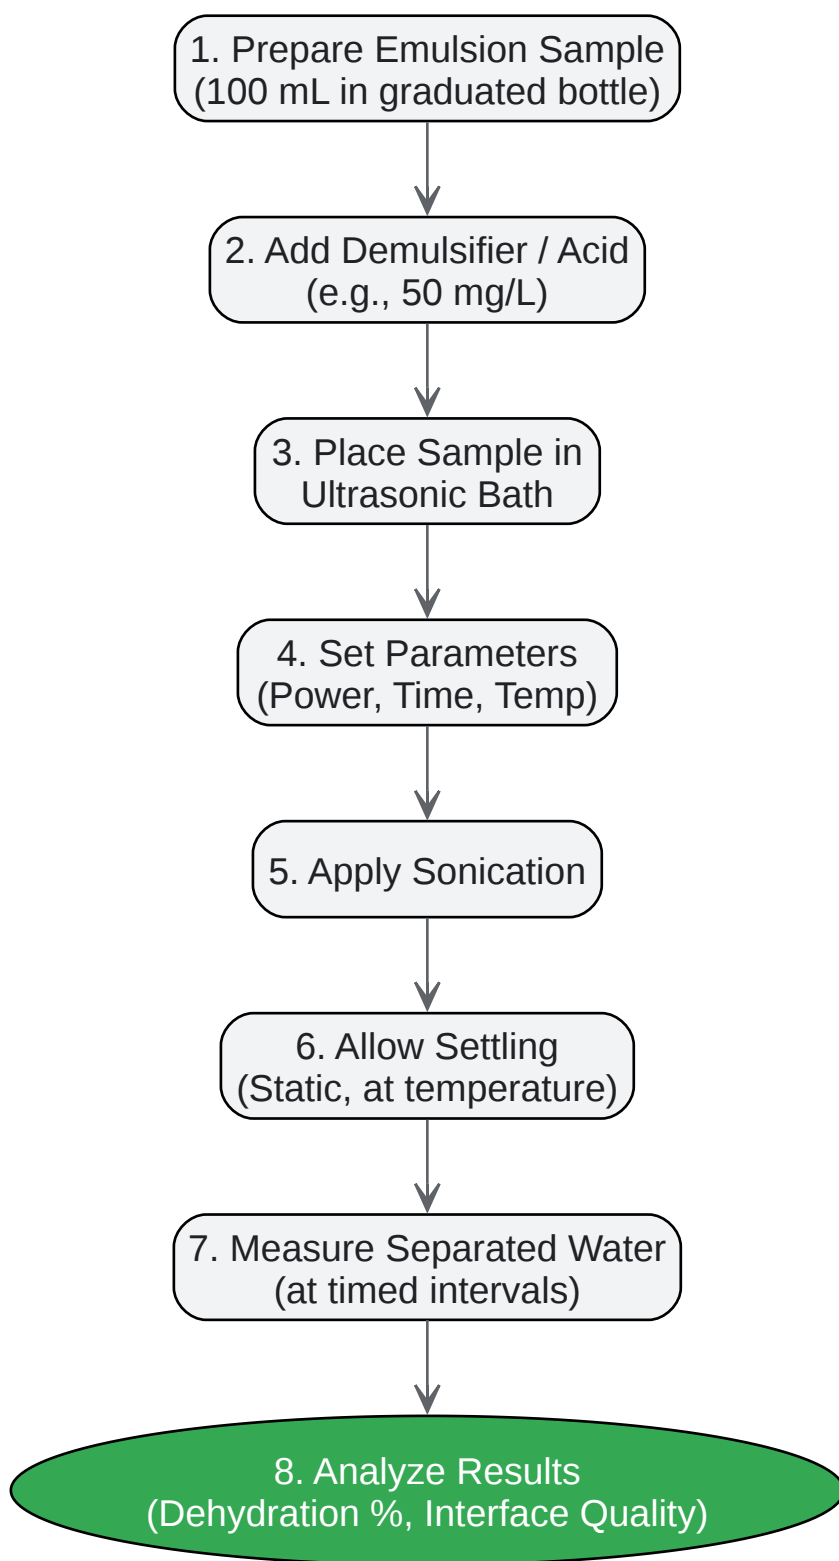 1. Prepare Emulsion Sample
(100 mL in graduated bottle)
2. Add Demulsifier / Acid
(e.g., 50 mg/L)
3. Place Sample in
Ultrasonic Bath
4. Set Parameters
(Power, Time, Temp)
5. Apply Sonication
6. Allow Settling
(Static, at temperature)
7. Measure Separated Water
(at timed intervals)
8. Analyze Results
(Dehydration %, Interface Quality)